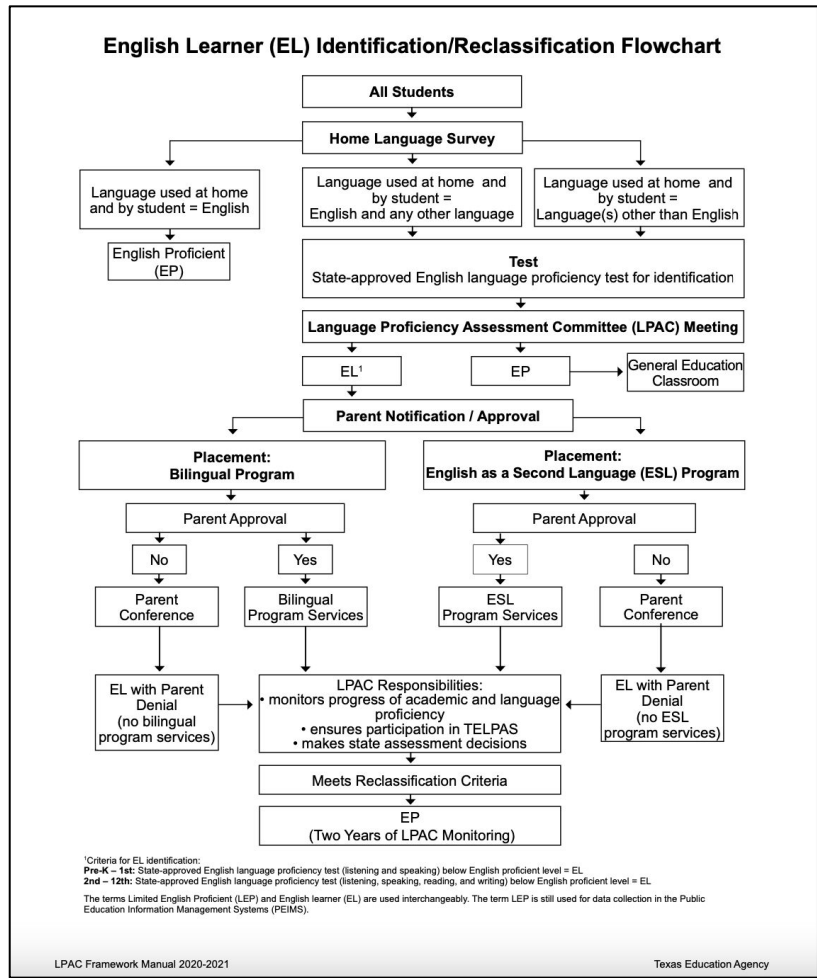 English Learner (EL) Identification/Reclassification Flowchart
All Students
Home Language Survey
Language used at home
and by student = English
Language used at home and
by student =
English and any other language
Language used at home and
by student =
Language(s) other than English
English Proficient
(EP)
Test
State-approved English language proficiency test for identification
Language Proficiency Assessment Committee (LPAC) Meeting
EL¹
EP
General Education
Classroom
Parent Notification / Approval
Placement:
Bilingual Program
Placement:
English as a Second Language (ESL) Program
Parent Approval
Parent Approval
No
Yes
Yes
No
Parent
Conference
Bilingual
Program Services
ESL
Program Services
Parent
Conference
EL with Parent
Denial
(no bilingual
program services)
LPAC Responsibilities:
• monitors progress of academic and language
proficiency
• ensures participation in TELPAS
• makes state assessment decisions
EL with Parent
Denial
(no ESL
program services)
Meets Reclassification Criteria
EP
(Two Years of LPAC Monitoring)
¹Criteria for EL identification:
Pre-K – 1st: State-approved English language proficiency test (listening and speaking) below English proficient level = EL
2nd – 12th: State-approved English language proficiency test (listening, speaking, reading, and writing) below English proficient level = EL
The terms Limited English Proficient (LEP) and English learner (EL) are used interchangeably. The term LEP is still used for data collection in the Public
Education Information Management Systems (PEIMS).
LPAC Framework Manual 2020-2021
Texas Education Agency